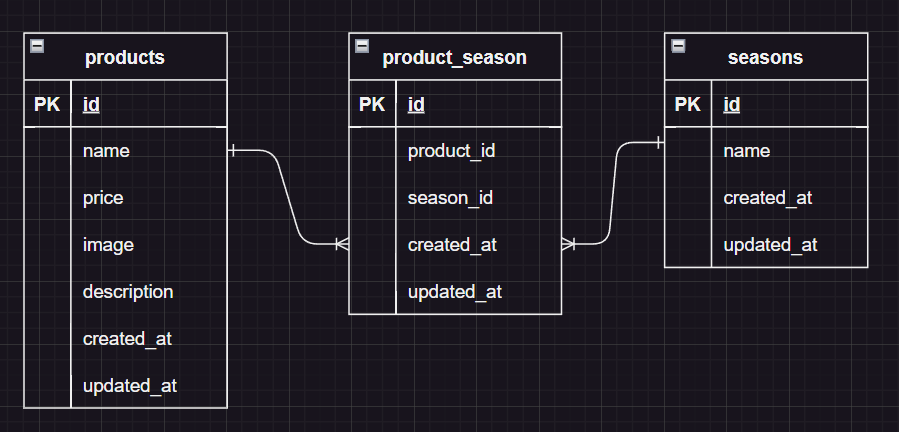 products
PK id
name
price
image
description
created_at
updated_at
product_season
PK id
product_id
season_id
created_at
updated_at
seasons
PK id
name
created_at
updated_at